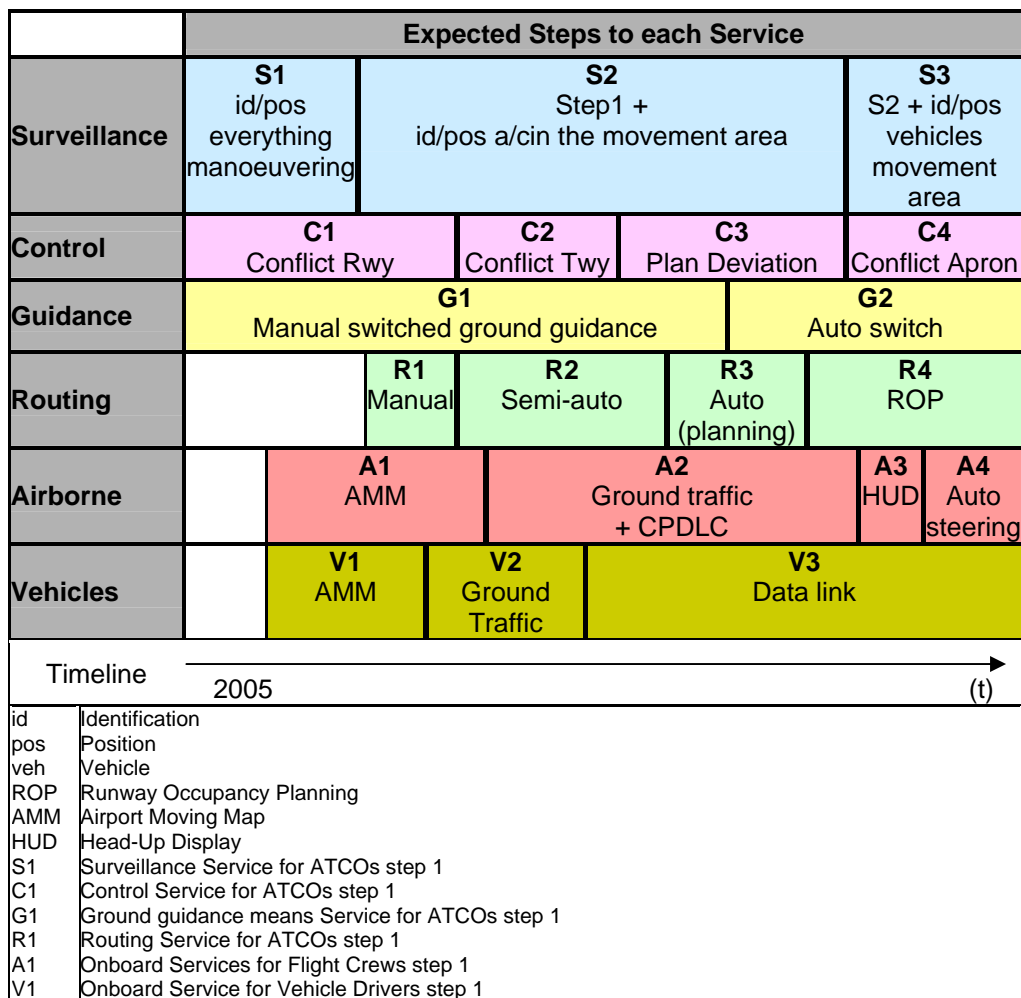 Expected Steps to each Service
Surveillance
S1
id/pos
everything
manoeuvering
S2
Step1 +
id/pos a/cin the movement area
S3
S2 + id/pos
vehicles
movement
area
Control
C1
Conflict Rwy
C2
Conflict Twy
C3
Plan Deviation
C4
Conflict Apron
Guidance
G1
Manual switched ground guidance
G2
Auto switch
Routing
R1
Manual
R2
Semi-auto
R3
Auto
(planning)
R4
ROP
Airborne
A1
AMM
A2
Ground traffic
+ CPDLC
A3
HUD
A4
Auto
steering
Vehicles
V1
AMM
V2
Ground
Traffic
V3
Data link
Timeline
2005 (t)
id Identification
pos Position
veh Vehicle
ROP Runway Occupancy Planning
AMM Airport Moving Map
HUD Head-Up Display
S1 Surveillance Service for ATCOs step 1
C1 Control Service for ATCOs step 1
G1 Ground guidance means Service for ATCOs step 1
R1 Routing Service for ATCOs step 1
A1 Onboard Services for Flight Crews step 1
V1 Onboard Service for Vehicle Drivers step 1